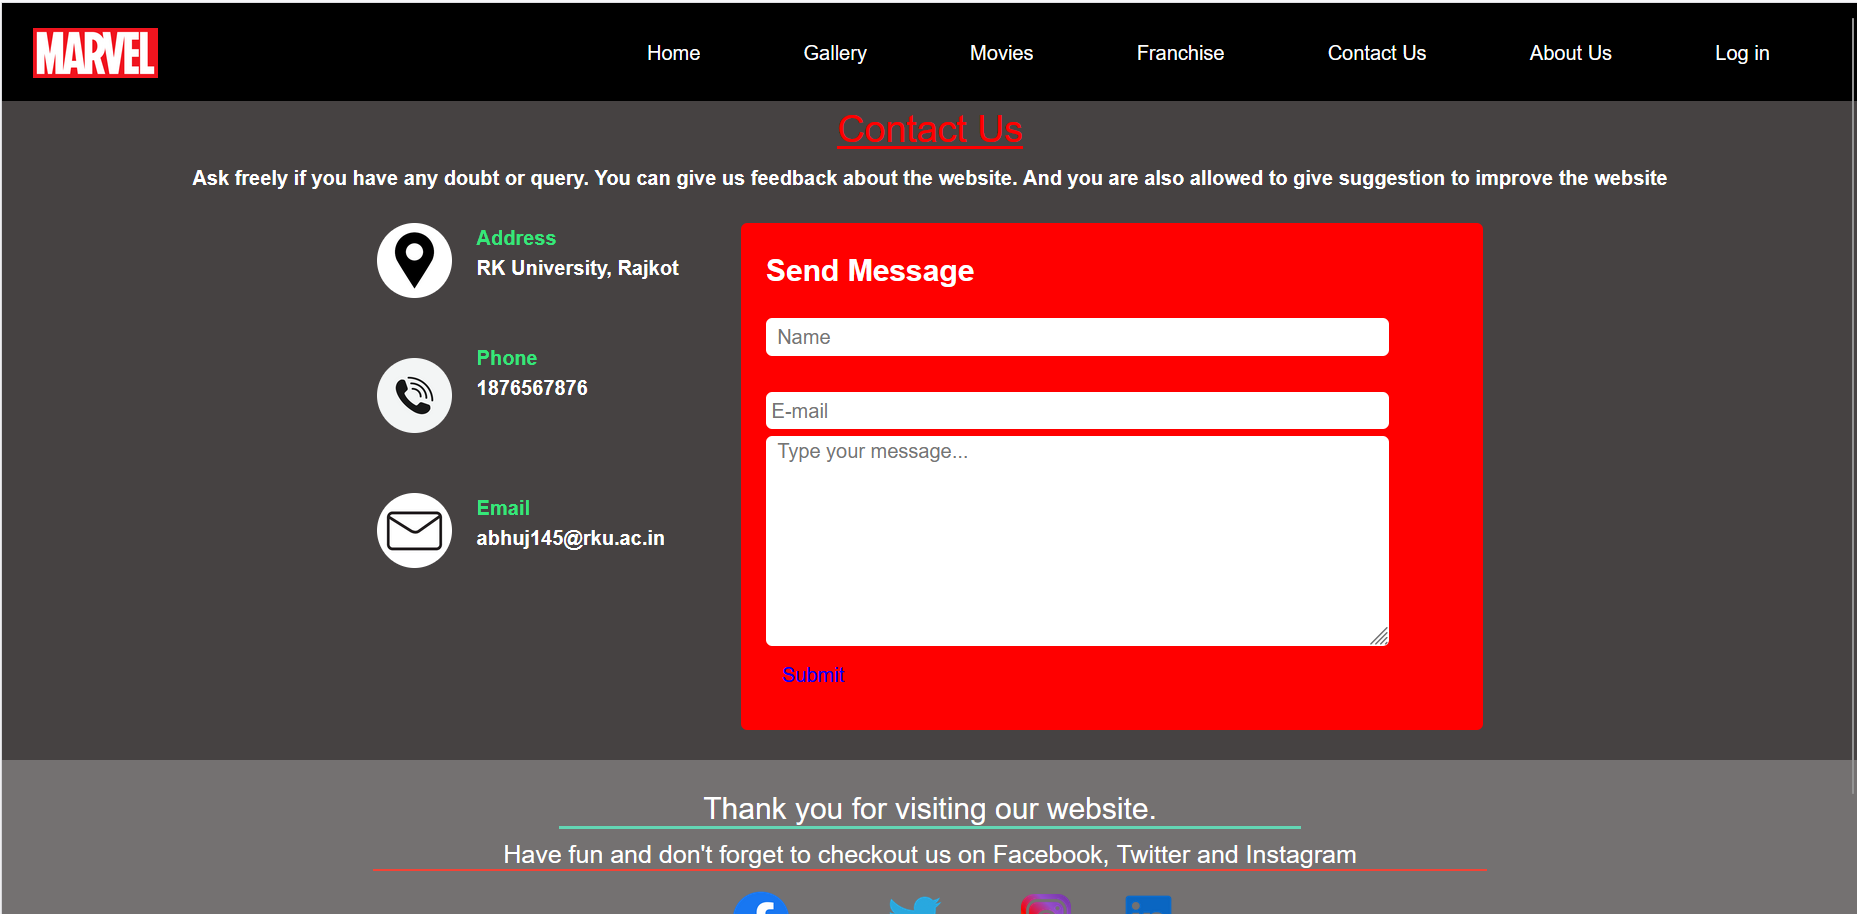 MARVEL
Home Gallery Movies Franchise Contact Us About Us Log in
Contact Us
Ask freely if you have any doubt or query. You can give us feedback about the website. And you are also allowed to give suggestion to improve the website
Address
RK University, Rajkot
Phone
1876567876
Email
abhuj145@rku.ac.in
Send Message
Name
E-mail
Type your message...
Submit
Thank you for visiting our website.
Have fun and don't forget to checkout us on Facebook, Twitter and Instagram